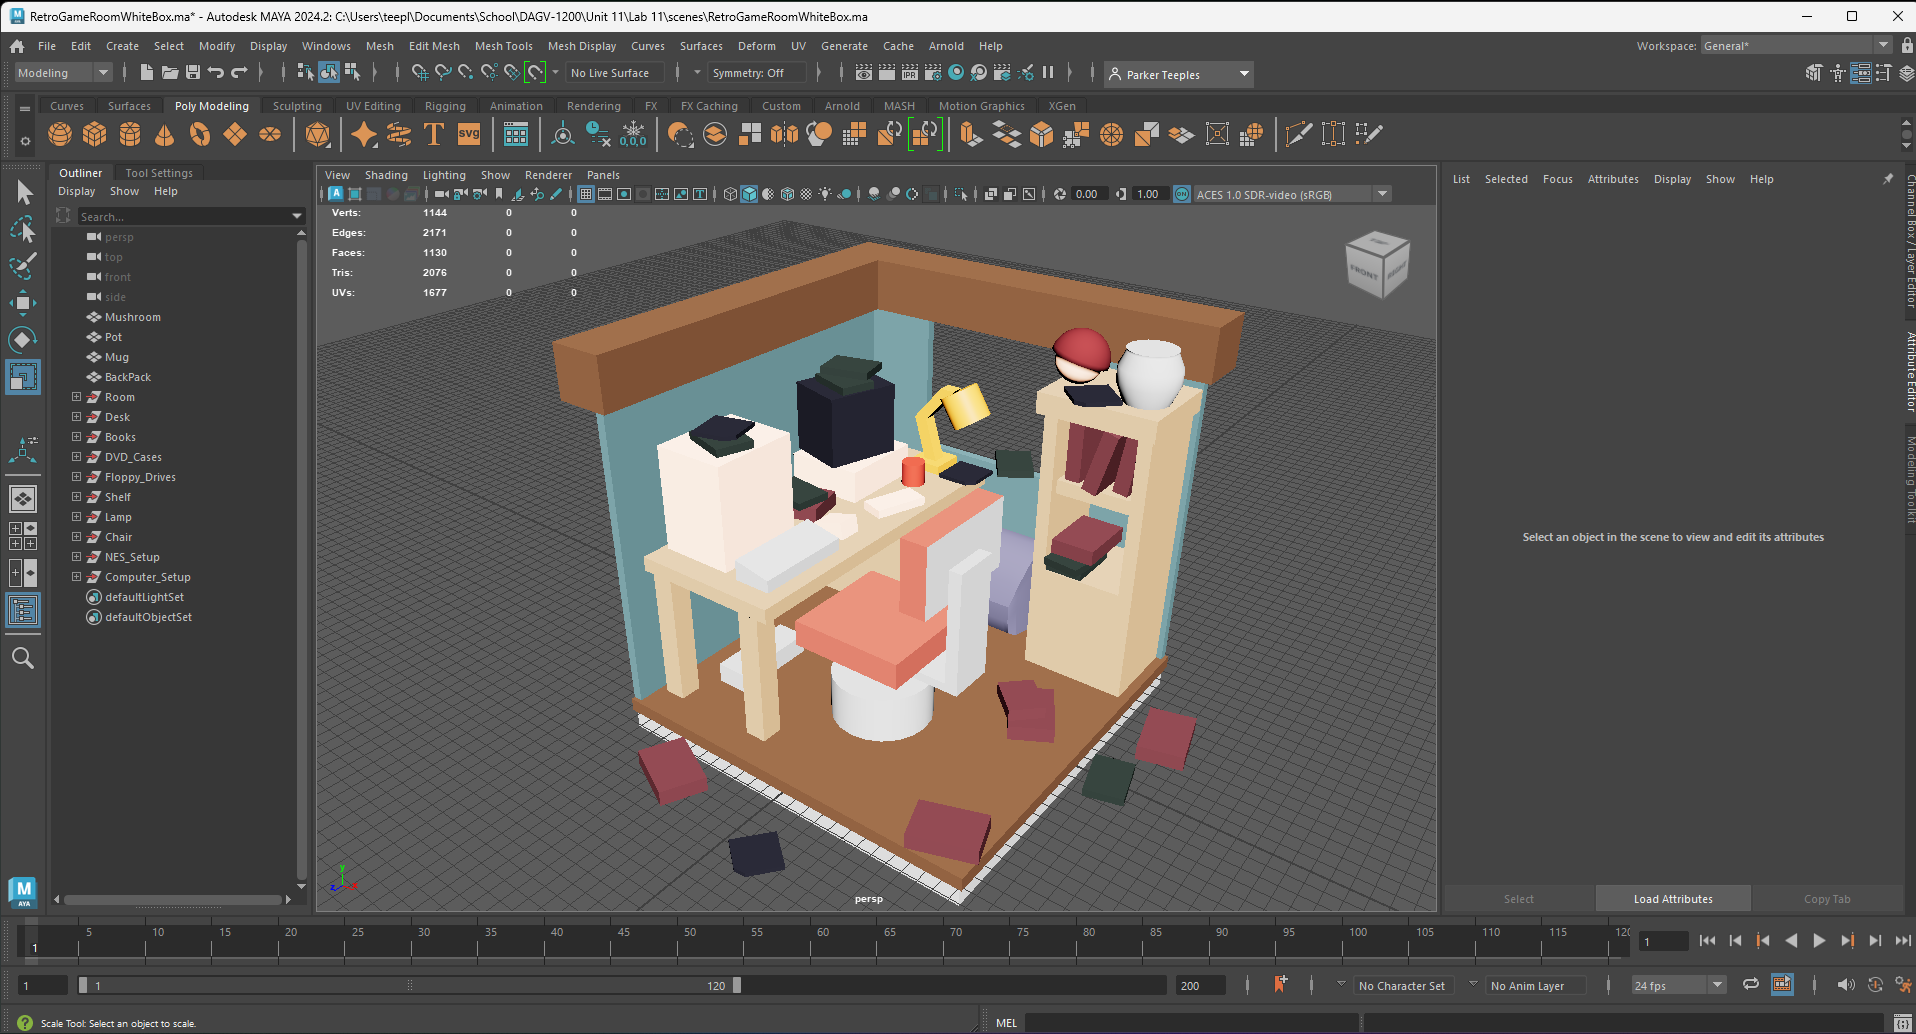 RetroGameRoomWhiteBox.ma* - Autodesk MAYA 2024.2: C:\Users\teepl\Documents\School\DAGV-1200\Unit 11\Lab 11\scenes\RetroGameRoomWhiteBox.ma
File Edit Create Select Modify Display Windows Mesh Edit Mesh Mesh Tools Mesh Display Curves Surfaces Deform UV Generate Cache Arnold Help
Workspace: General*
Modeling
No Live Surface
Symmetry: Off
IPR
Parker Teeples
Curves Surfaces Poly Modeling Sculpting UV Editing Rigging Animation Rendering FX FX Caching Custom Arnold MASH Motion Graphics XGen
T
SVG
0,0,0
Outliner Tool Settings
Display Show Help
Search...
persp
top
front
side
Mushroom
Pot
Mug
BackPack
Room
Desk
Books
DVD_Cases
Floppy_Drives
Shelf
Lamp
Chair
NES_Setup
Computer_Setup
defaultLightSet
defaultObjectSet
View Shading Lighting Show Renderer Panels
0.00
1.00
ON
ACES 1.0 SDR-video (sRGB)
Verts: 1144 0 0
Edges: 2171 0 0
Faces: 1130 0 0
Tris: 2076 0 0
UVs: 1677 0 0
FRONT
RIGHT
persp
y
z
List Selected Focus Attributes Display Show Help
Select an object in the scene to view and edit its attributes
Select
Load Attributes
Copy Tab
Channel Box / Layer Editor
Attribute Editor
Modeling Toolkit
M
AYA
1
5 10 15 20 25 30 35 40 45 50 55 60 65 70 75 80 85 90 95 100 105 110 115 120
1
1
1
120
200
No Character Set
No Anim Layer
24 fps
Scale Tool: Select an object to scale.
MEL